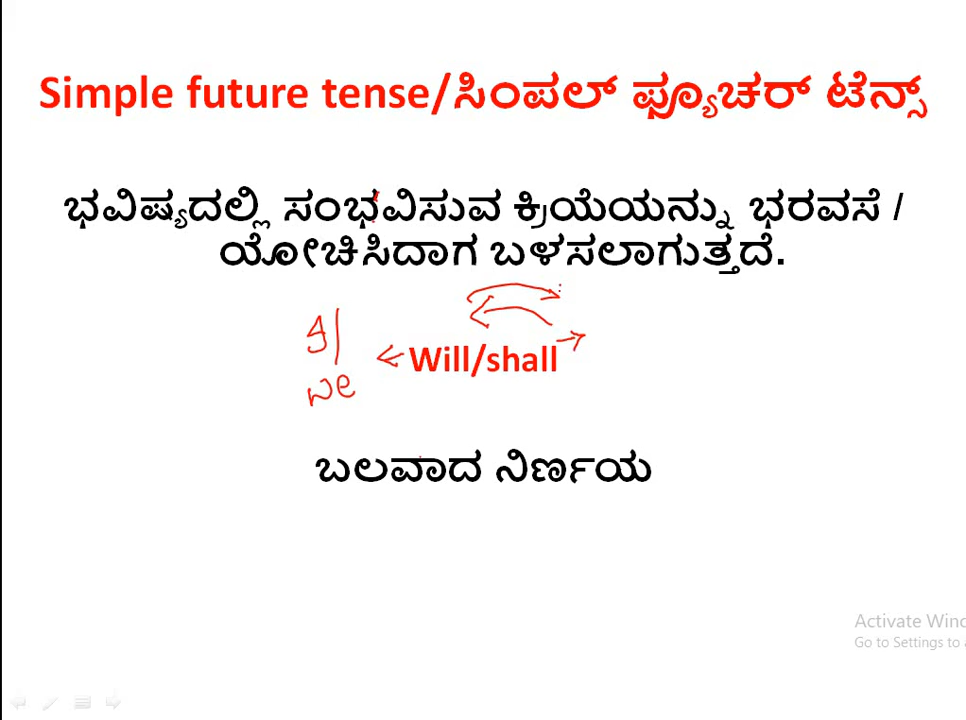 Simple future tense/ಸಿಂಪಲ್ ಫ್ಯೂಚರ್ ಟೆನ್ಸ್
ಭವಿಷ್ಯದಲ್ಲಿ ಸಂಭವಿಸುವ ಕ್ರಿಯೆಯನ್ನು ಭರವಸೆ /
ಯೋಚಿಸಿದಾಗ ಬಳಸಲಾಗುತ್ತದೆ.
I/
we
Will/shall
ಬಲವಾದ ನಿರ್ಣಯ
Activate Winc
Go to Settings to a